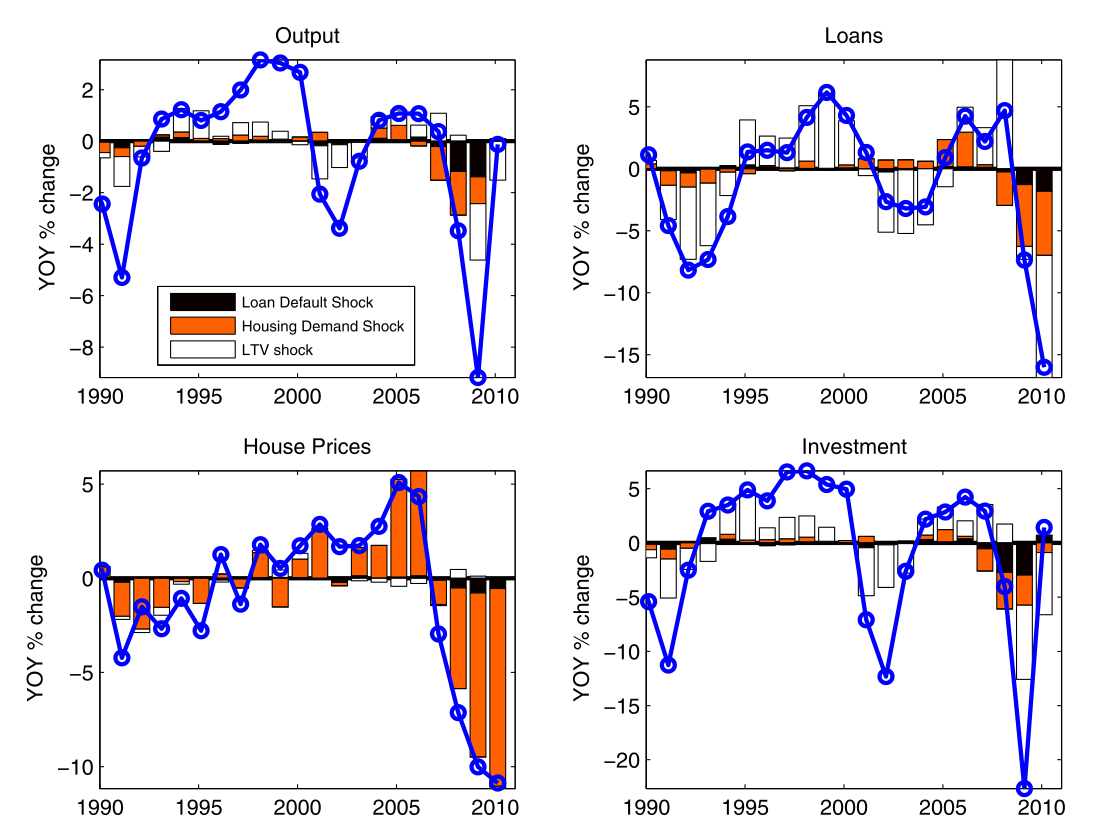 Output
YOY % change
2
0
−2
−4
−6
−8
Loan Default Shock
Housing Demand Shock
LTV shock
1990 1995 2000 2005 2010
Loans
YOY % change
5
0
−5
−10
−15
1990 1995 2000 2005 2010
House Prices
YOY % change
5
0
−5
−10
1990 1995 2000 2005 2010
Investment
YOY % change
5
0
−5
−10
−15
−20
1990 1995 2000 2005 2010